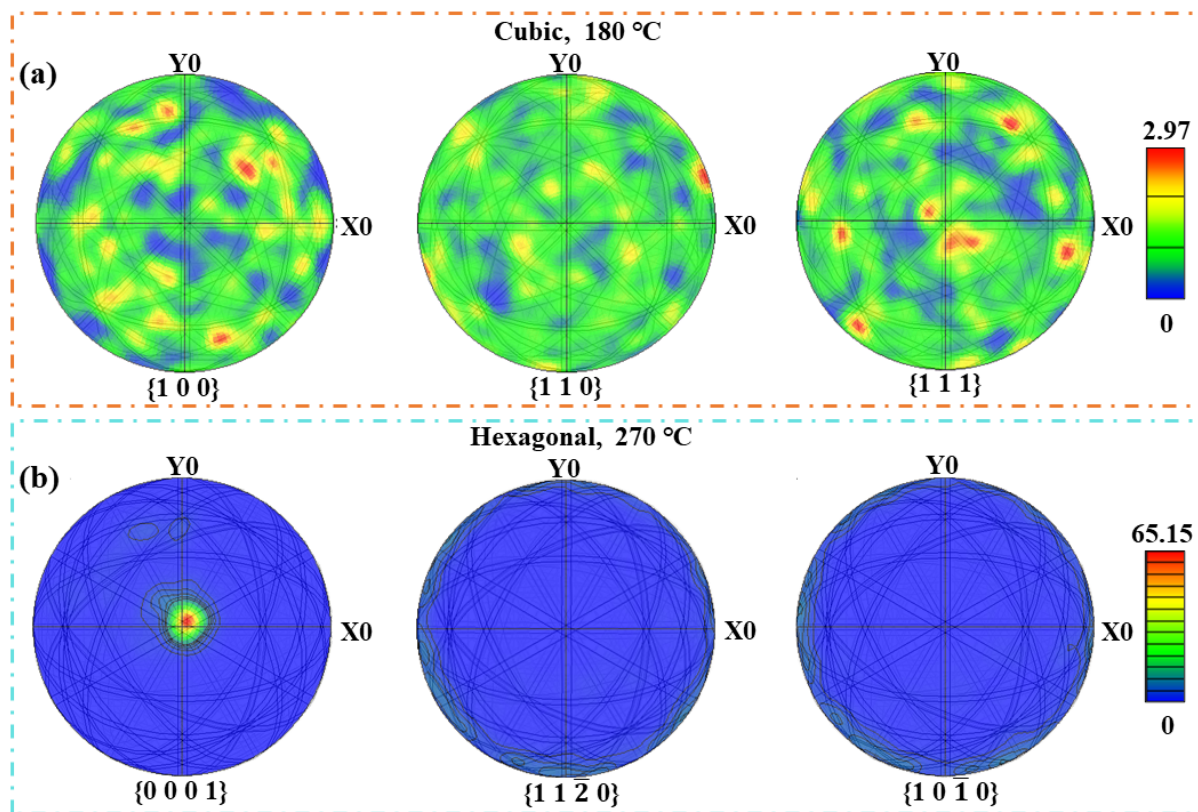 Cubic, 180 °C
(a)
Y0
Y0
Y0
X0
X0
X0
2.97
0
{1 0 0}
{1 1 0}
{1 1 1}
Hexagonal, 270 °C
(b)
Y0
Y0
Y0
X0
X0
X0
65.15
0
{0 0 0 1}
{1 1 2̅ 0}
{1 0 1̅ 0}